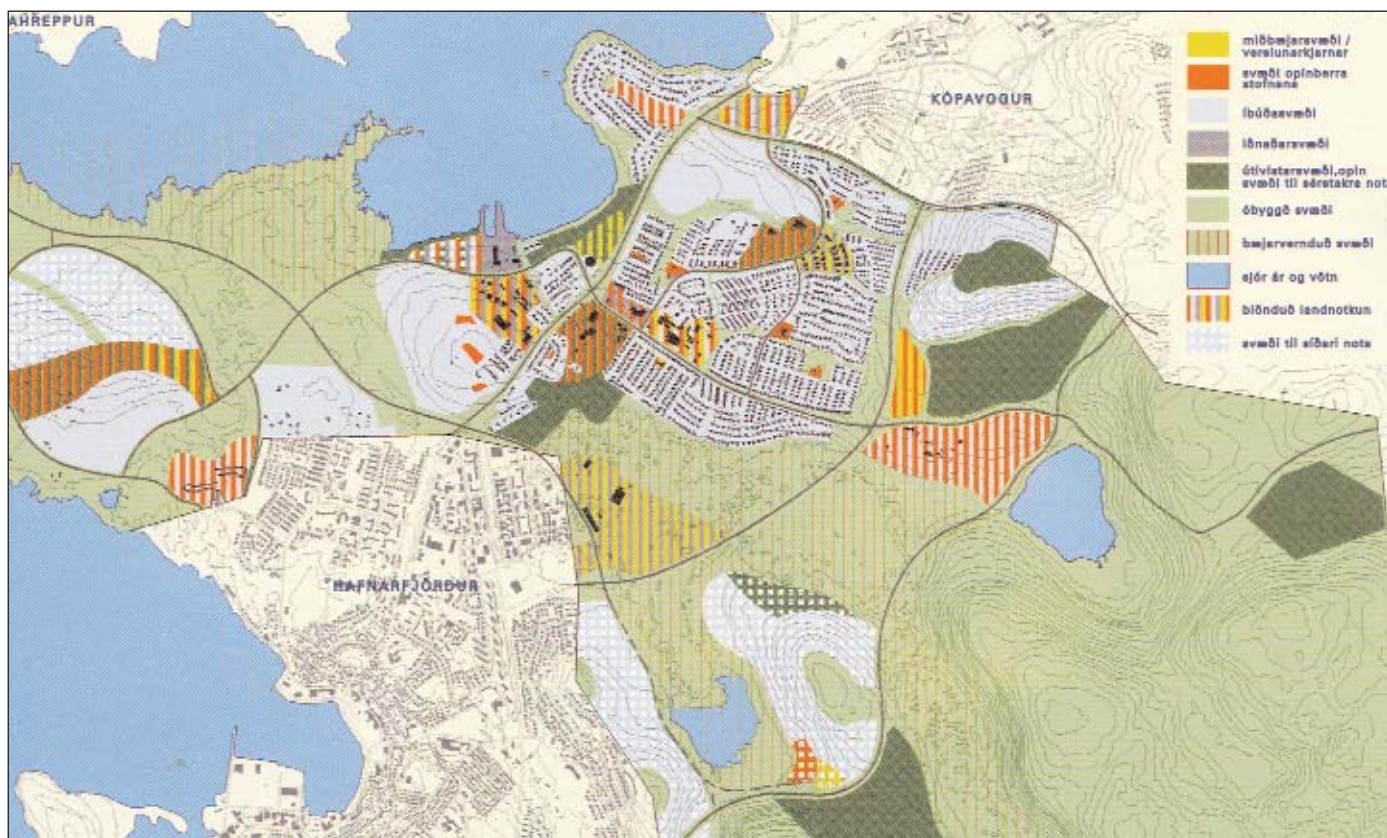 AHREPPUR
KÓPAVOGUR
HAFNARFJÖRÐUR
miðbæjarsvæði /
verslunarkjarnar
svæði opinberra
stofnana
íbúðasvæði
iðnaðarsvæði
útivistarsvæði,opin
svæði til sérstakra not
óbyggð svæði
bæjarvernduð svæði
sjór ár og vötn
blönduð landnotkun
svæði til síðari nota